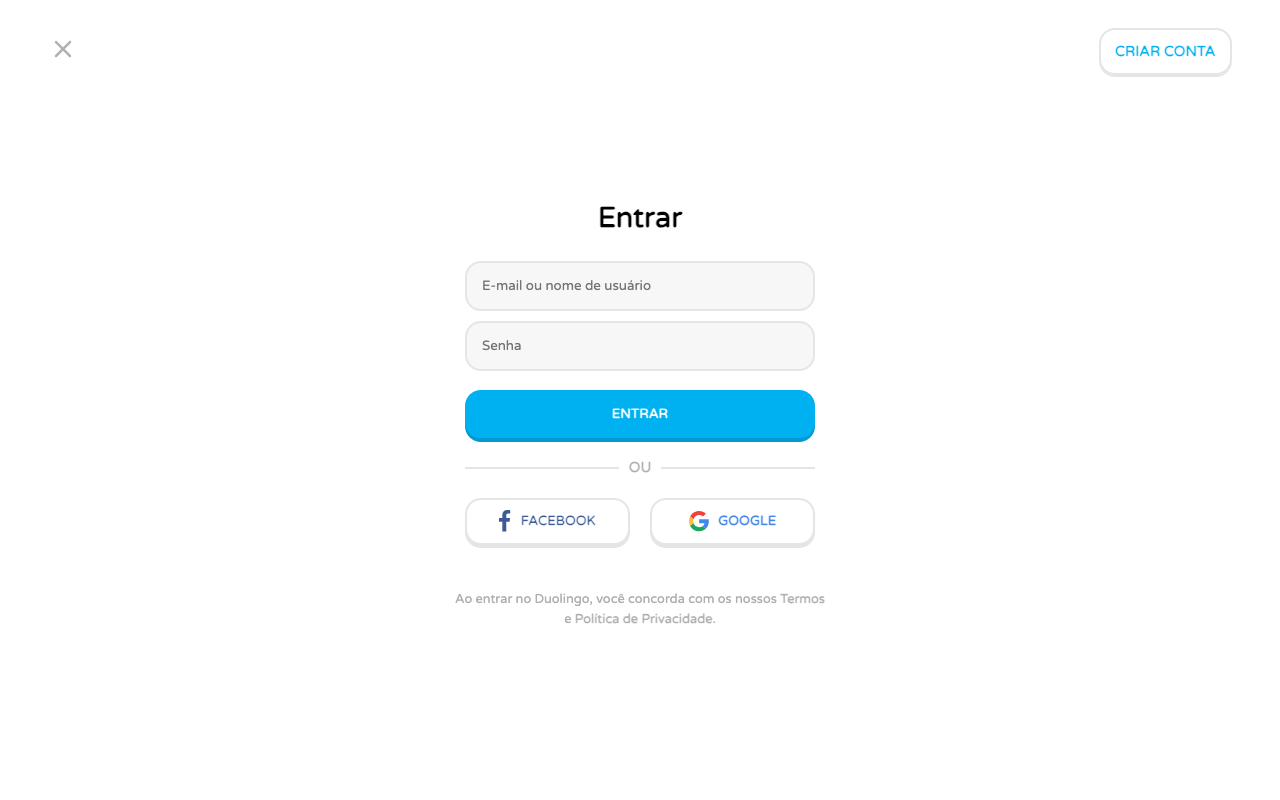 CRIAR CONTA
Entrar
E-mail ou nome de usuário
Senha
ENTRAR
OU
FACEBOOK
GOOGLE
Ao entrar no Duolingo, você concorda com os nossos Termos
e Política de Privacidade.